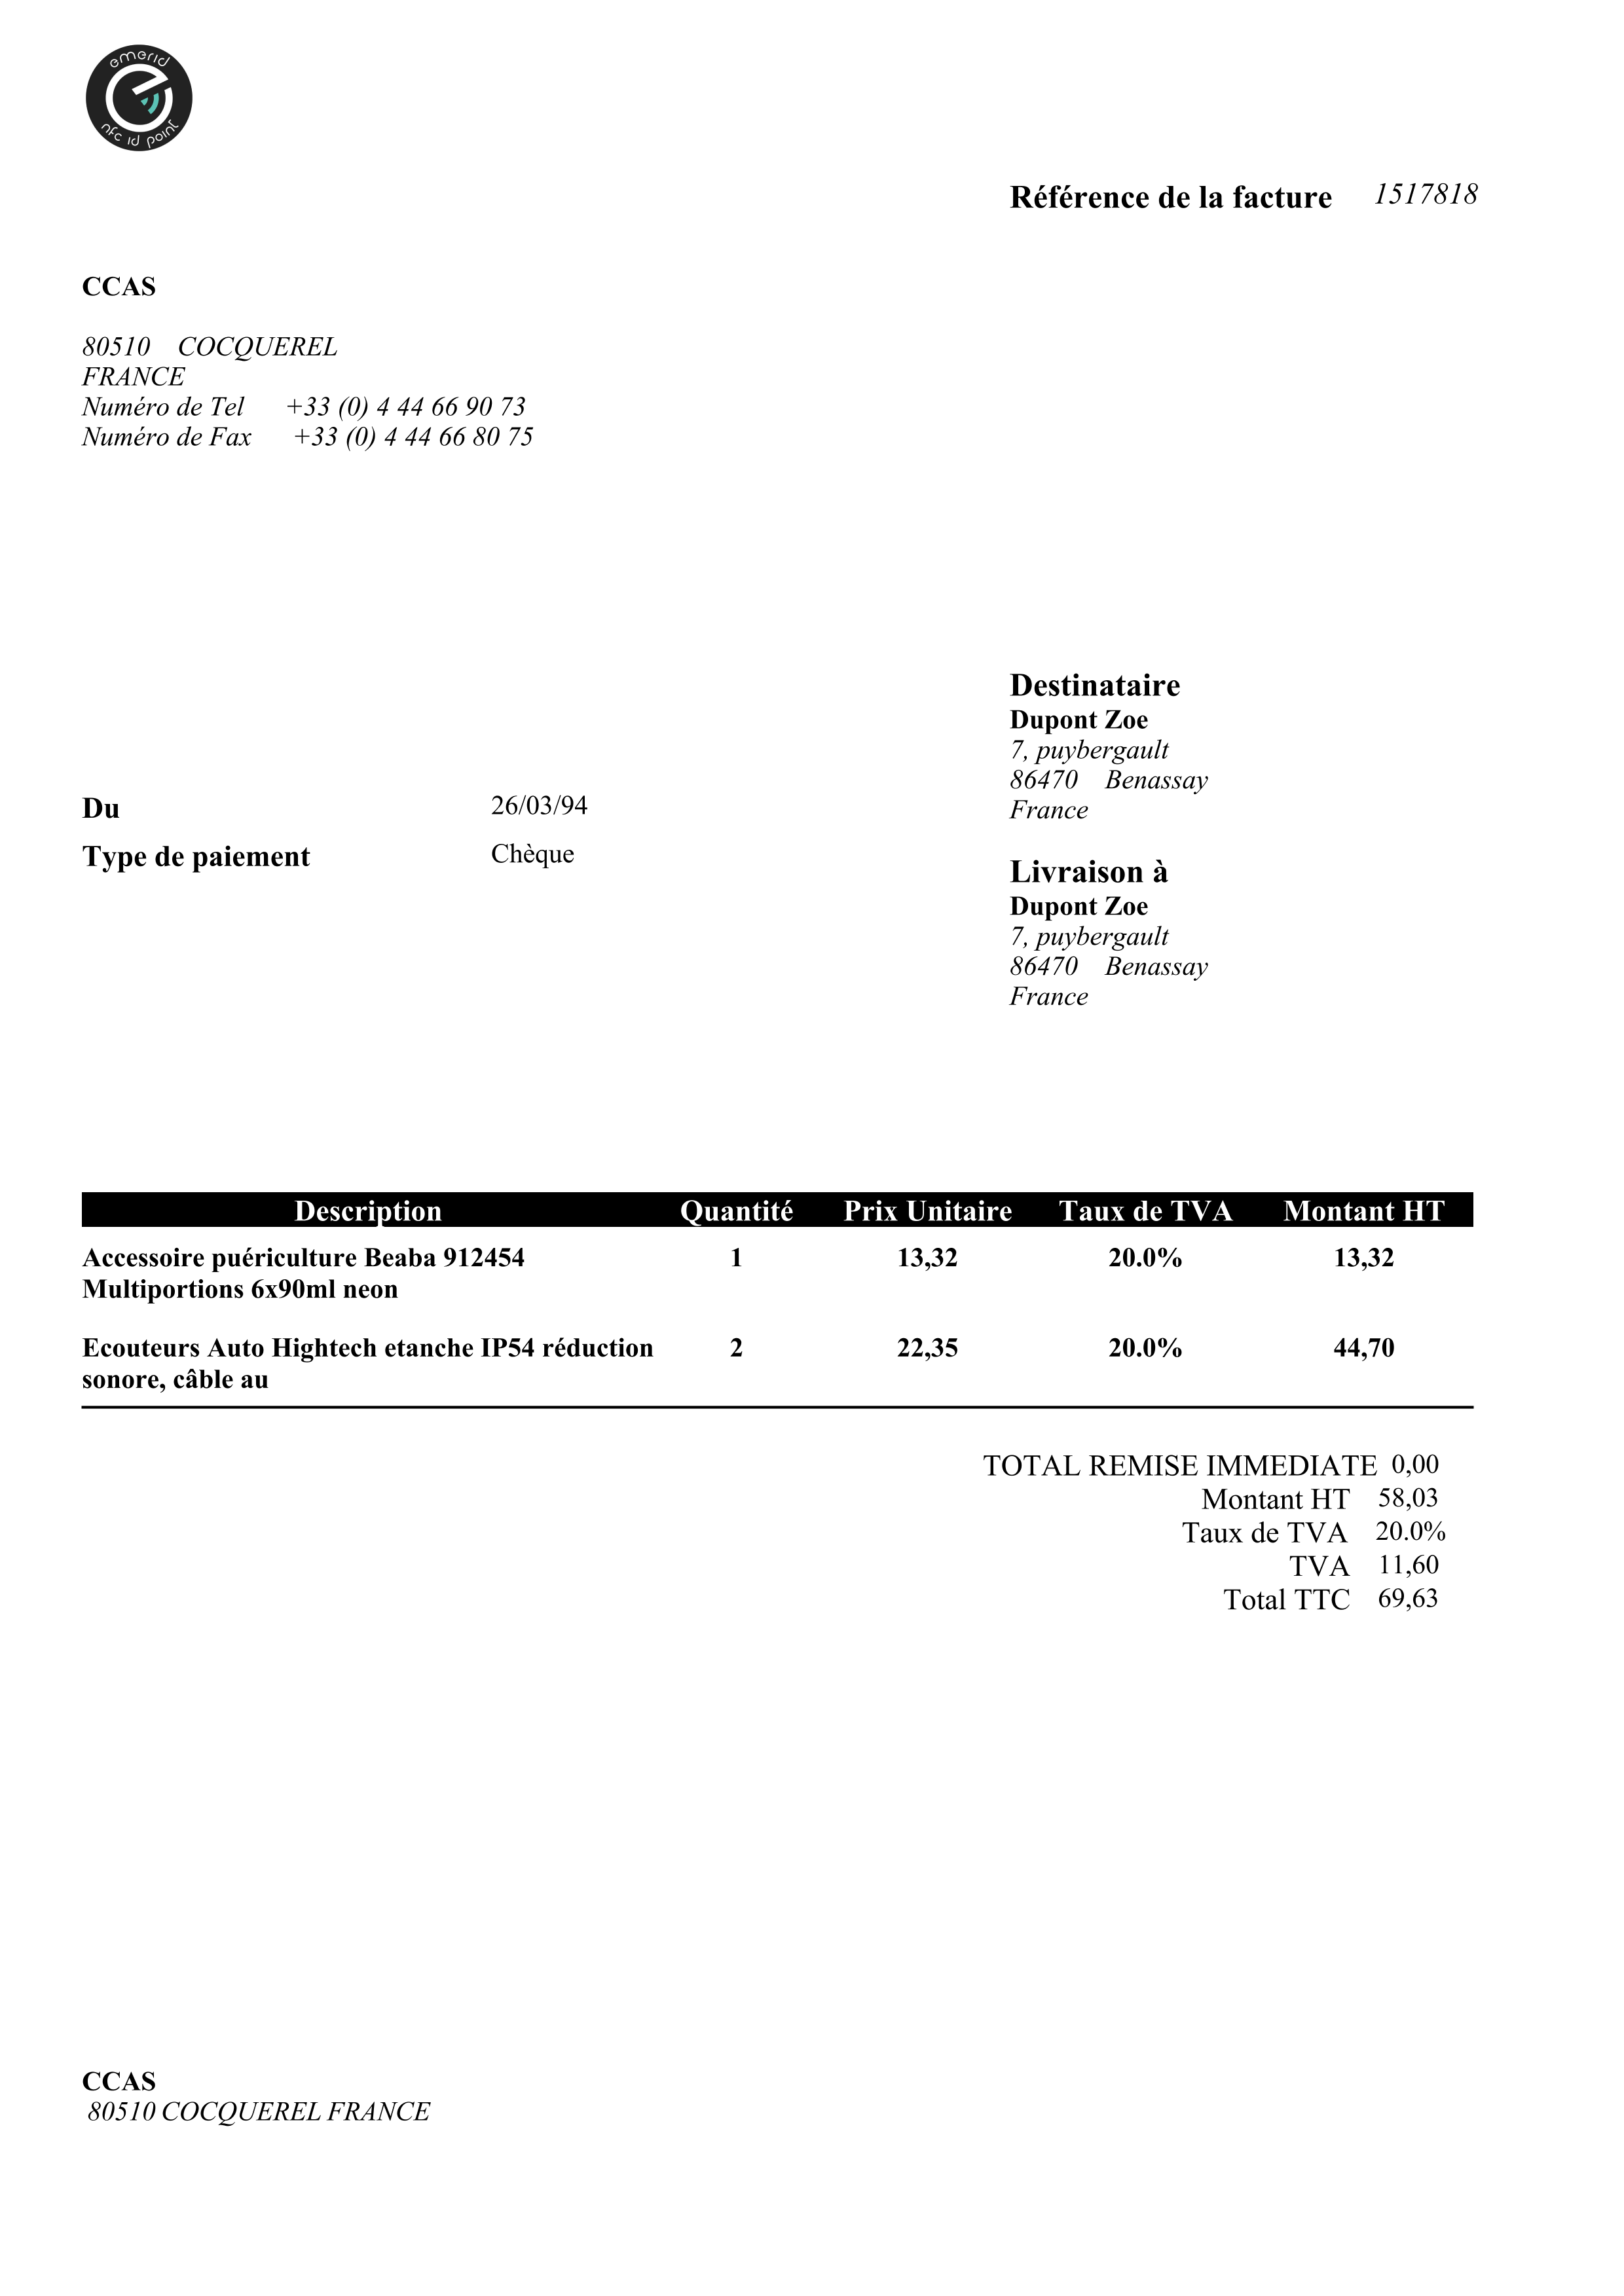 emerid
nfc id point
Référence de la facture 1517818
CCAS
80510 COCQUEREL
FRANCE
Numéro de Tel +33 (0) 4 44 66 90 73
Numéro de Fax +33 (0) 4 44 66 80 75
Destinataire
Dupont Zoe
7, puybergault
86470 Benassay
France
Du 26/03/94
Type de paiement Chèque
Livraison à
Dupont Zoe
7, puybergault
86470 Benassay
France
Description Quantité Prix Unitaire Taux de TVA Montant HT
Accessoire puériculture Beaba 912454 1 13,32 20.0% 13,32
Multiportions 6x90ml neon
Ecouteurs Auto Hightech etanche IP54 réduction 2 22,35 20.0% 44,70
sonore, câble au
TOTAL REMISE IMMEDIATE 0,00
Montant HT 58,03
Taux de TVA 20.0%
TVA 11,60
Total TTC 69,63
CCAS
80510 COCQUEREL FRANCE